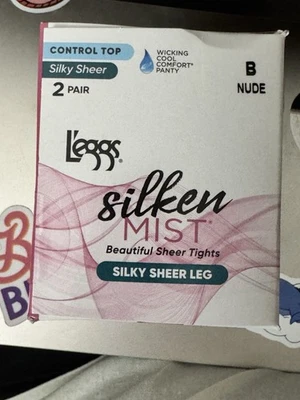 CONTROL TOP
Silky Sheer
2 PAIR
WICKING
COOL
COMFORT®
PANTY
B
NUDE
L'eggs®
silken
MIST®
Beautiful Sheer Tights
SILKY SHEER LEG